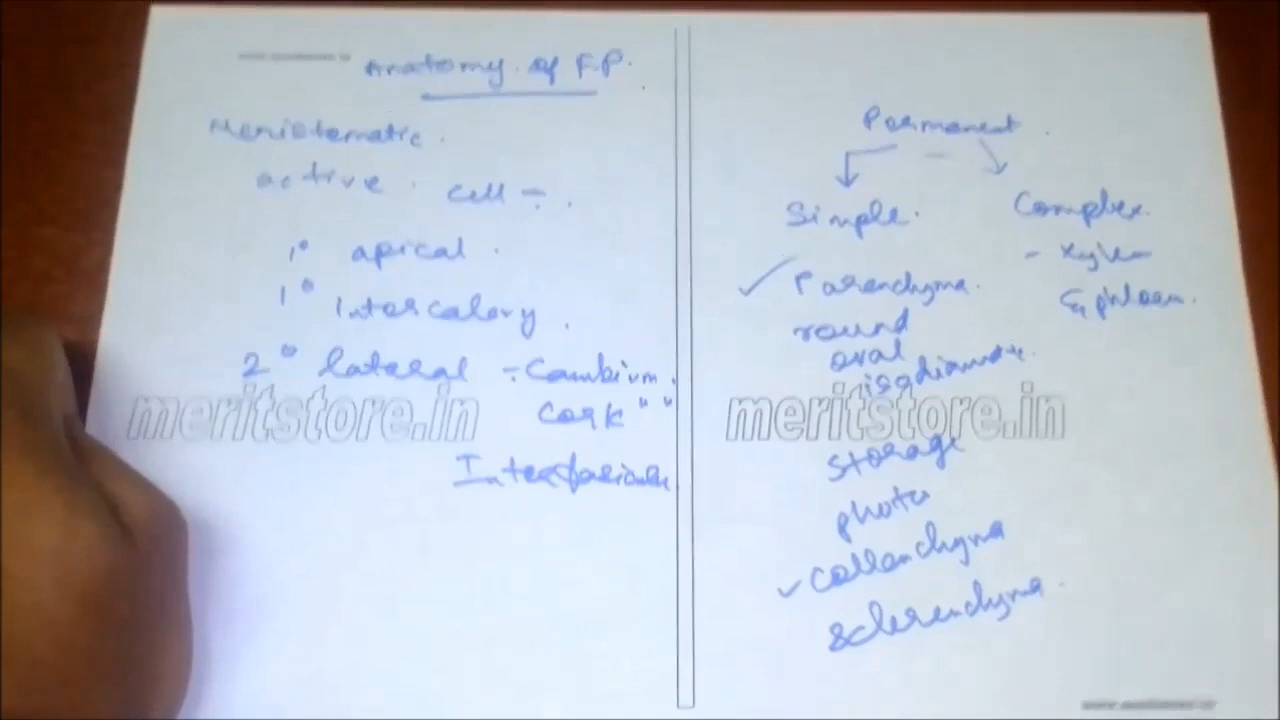 Anatomy of F.P.
Meristematic
active cell ÷.
1° apical
1° Intercalary
2° lateral - Cambium
Cork " "
Interfasicular
Permanent
Simple. Complex.
- Xylem
& phloem.
✓ Parenchyma.
round
oval
isodiametric
storage
photo
✓ Collenchyma
Sclerenchyma
meritstore.in
meritstore.in